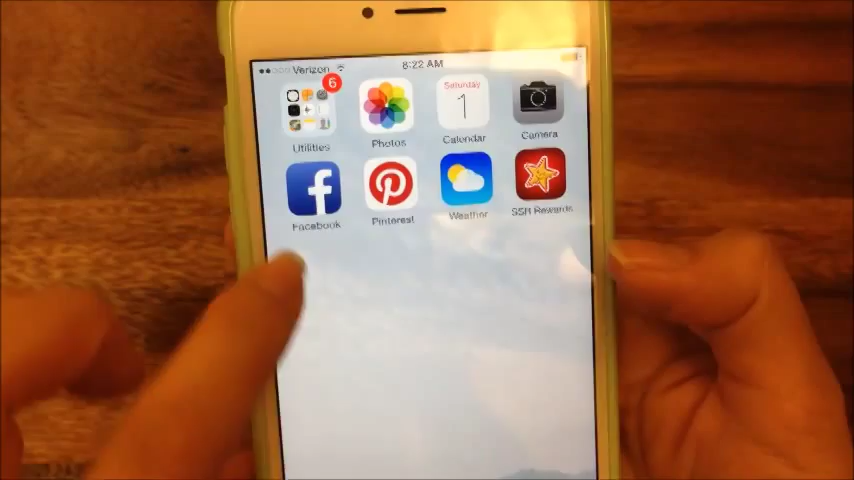 Verizon 8:22 AM
6
Saturday
1
Utilities Photos Calendar Camera
Facebook Pinterest Weather SSR Rewards